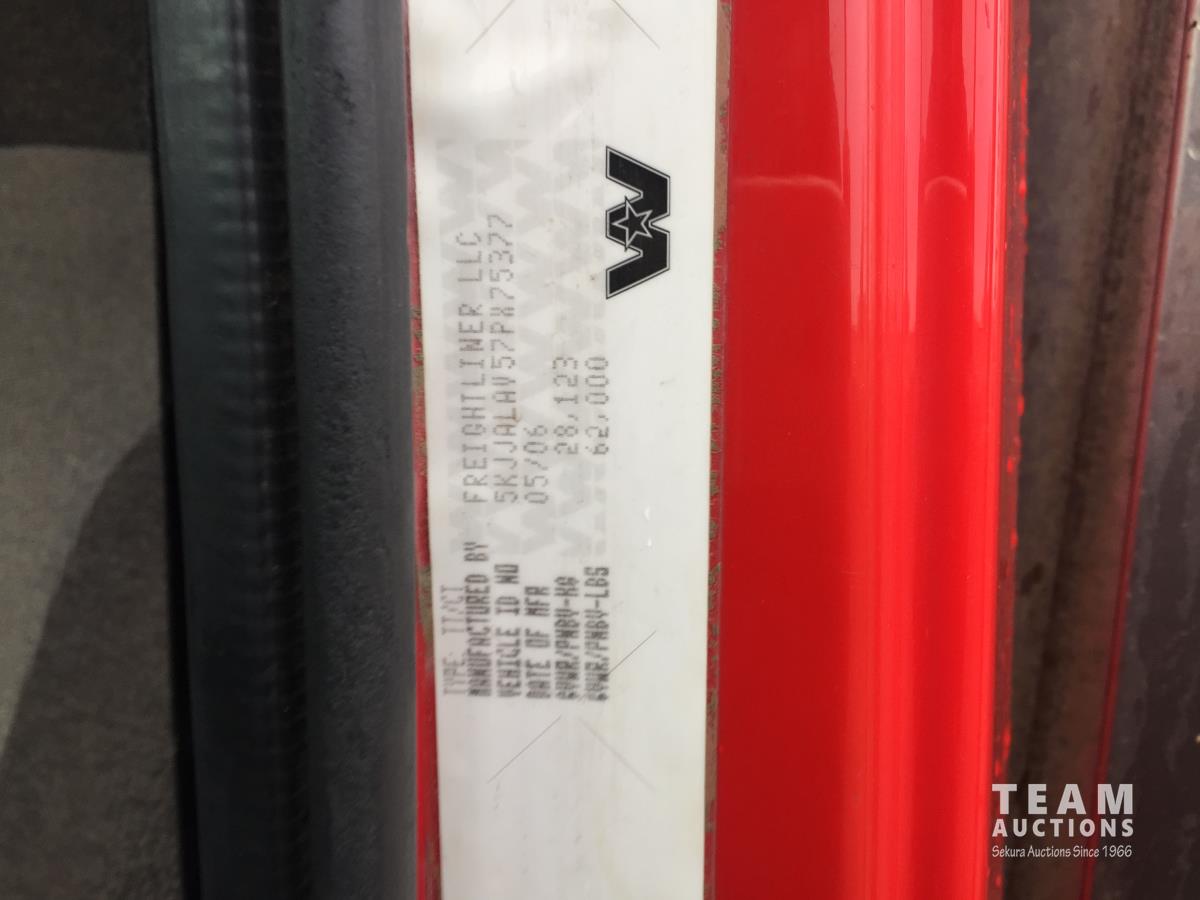 TYPE: TT/CT
MANUFACTURED BY FREIGHTLINER LLC
VEHICLE ID NO 5KJJALAV57PX75377
DATE OF MFR 05/06
GVWR/PNBV-KG 28,123
GVWR/PNBV-LBS 62,000
W
TEAM
AUCTIONS
Sekura Auctions Since 1966